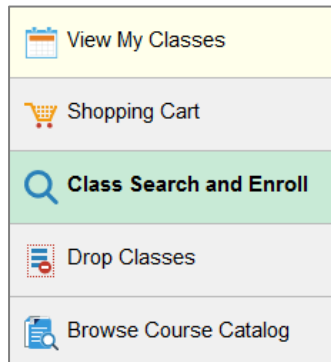 View My Classes
Shopping Cart
Class Search and Enroll
Drop Classes
Browse Course Catalog